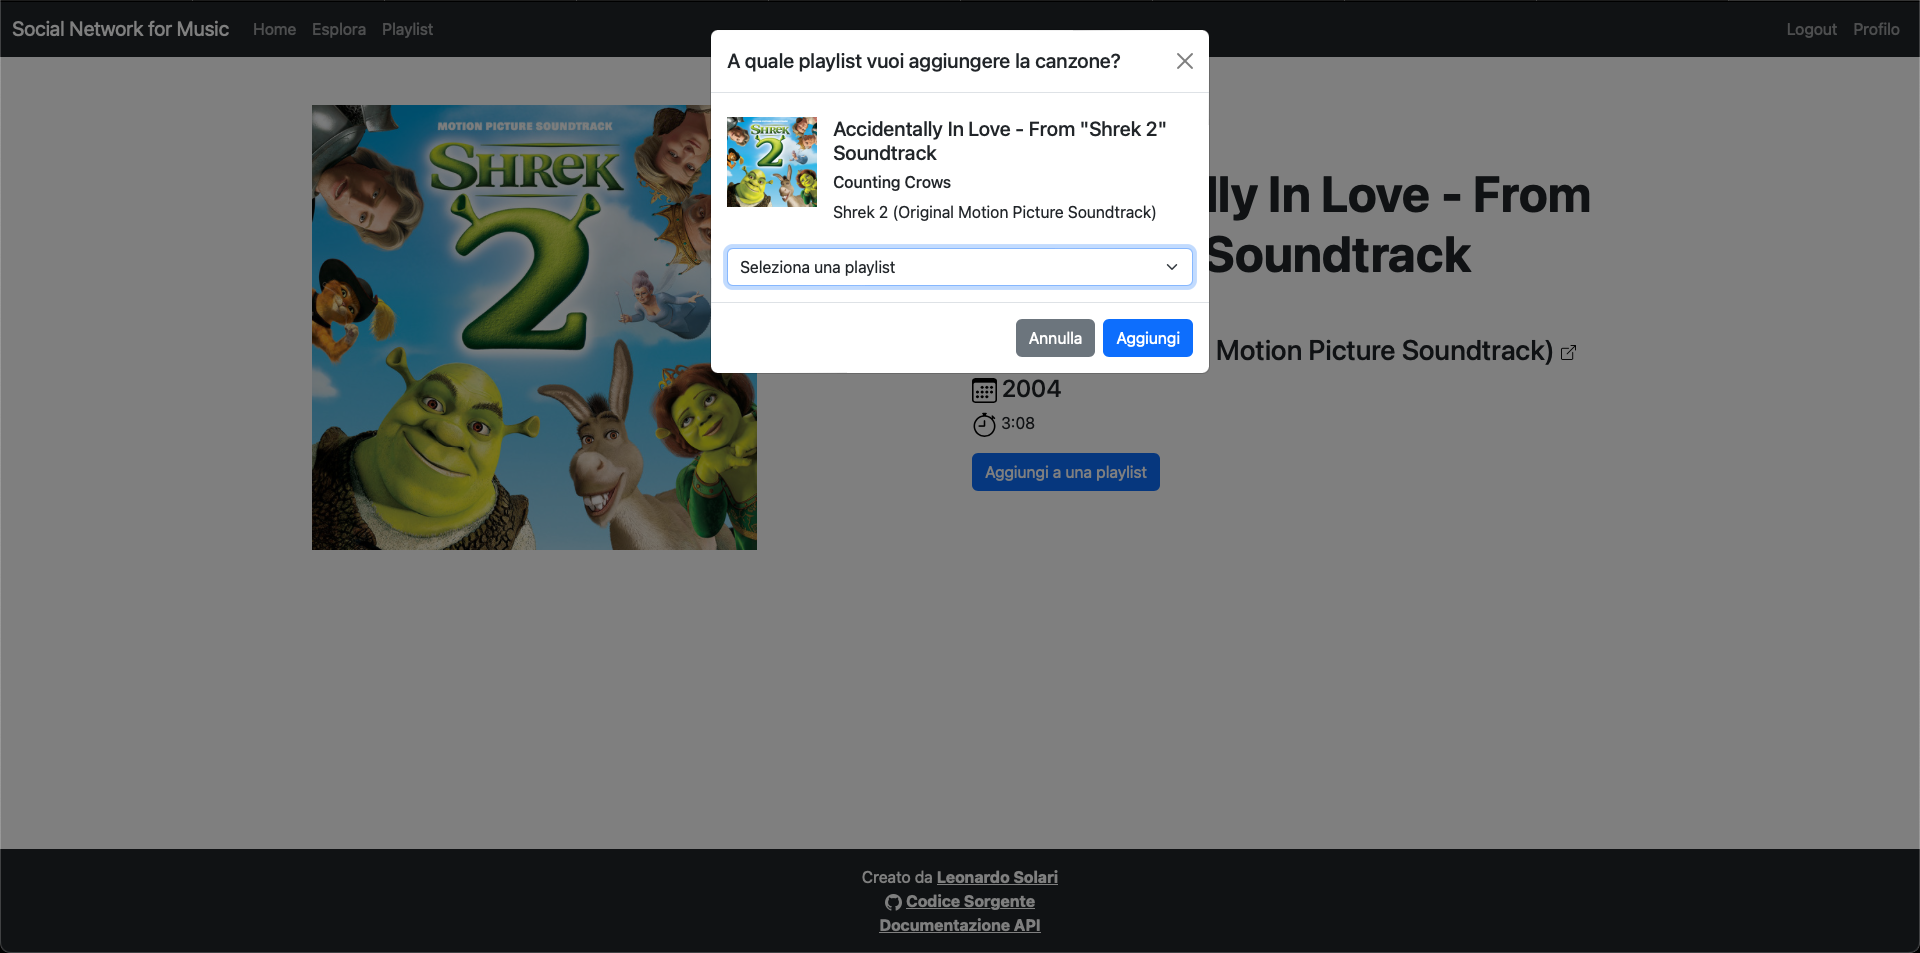 Social Network for Music Home Esplora Playlist Logout Profilo
A quale playlist vuoi aggiungere la canzone?
Accidentally In Love - From "Shrek 2"
Soundtrack
Counting Crows
Shrek 2 (Original Motion Picture Soundtrack)
Seleziona una playlist
Annulla Aggiungi
MOTION PICTURE SOUNDTRACK
SHREK
2
SHREK
2
lly In Love - From
Soundtrack
Motion Picture Soundtrack)
2004
3:08
Aggiungi a una playlist
Creato da Leonardo Solari
Codice Sorgente
Documentazione API